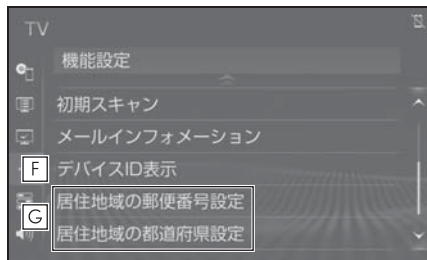 TV
機能設定
初期スキャン
メールインフォメーション
F デバイスID表示
G 居住地域の郵便番号設定
居住地域の都道府県設定